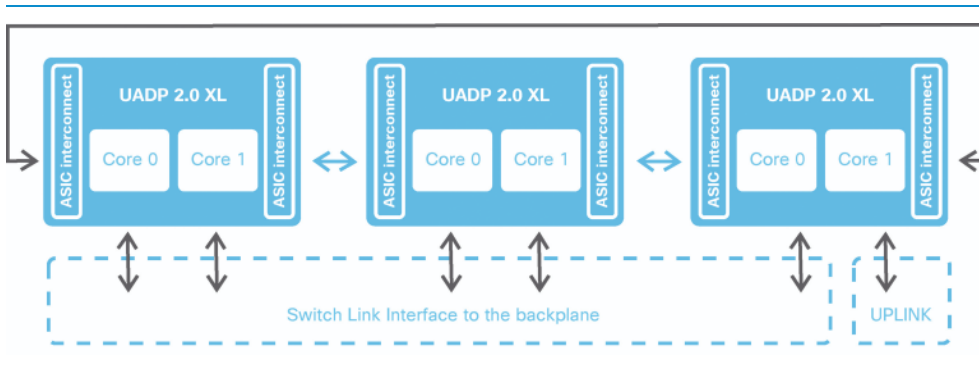 ASIC interconnect
UADP 2.0 XL
Core 0
Core 1
ASIC interconnect
ASIC interconnect
UADP 2.0 XL
Core 0
Core 1
ASIC interconnect
ASIC interconnect
UADP 2.0 XL
Core 0
Core 1
ASIC interconnect
Switch Link Interface to the backplane
UPLINK